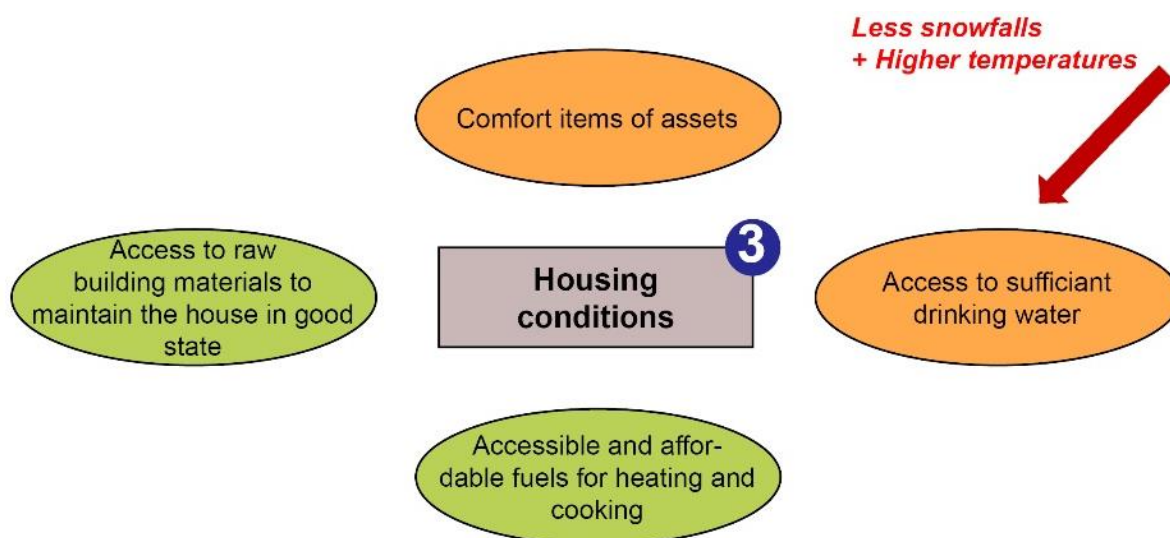 Less snowfalls
+ Higher temperatures
Comfort items of assets
Access to raw
building materials to
maintain the house in good
state
3
Housing
conditions
Access to sufficiant
drinking water
Accessible and affor-
dable fuels for heating and
cooking